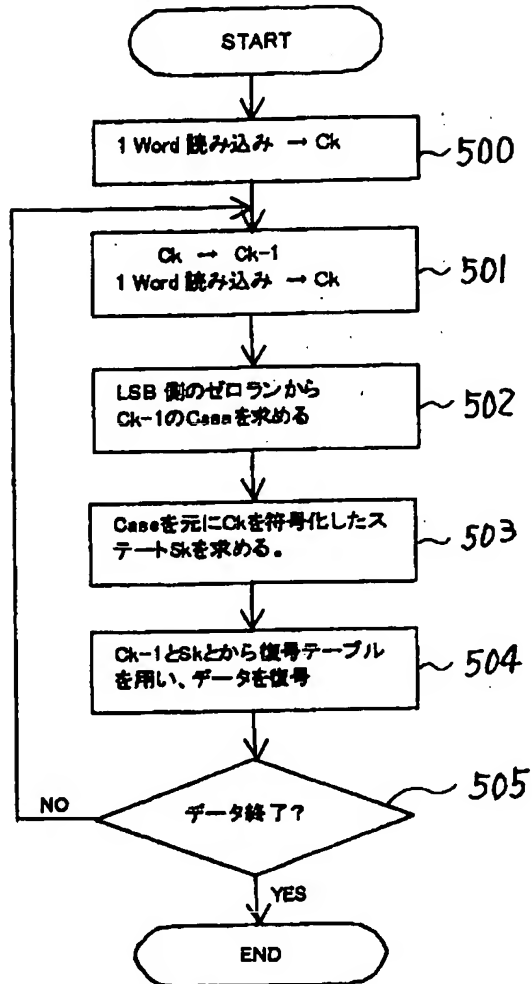 START
1 Word 読み込み → Ck
500
Ck → Ck-1
1 Word 読み込み → Ck
501
LSB 側のゼロランから
Ck-1のCaseを求める
502
Caseを元にCkを符号化したス
テートSkを求める。
503
Ck-1とSkとから復号テーブル
を用い、データを復号
504
データ終了?
505
NO
YES
END